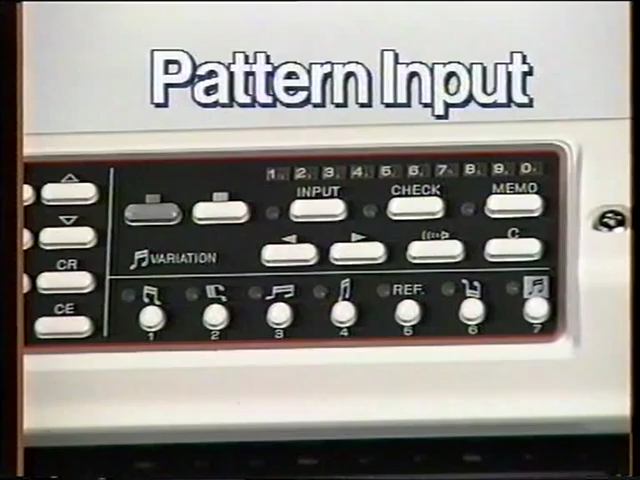 Pattern Input
1. 2. 3. 4. 5. 6. 7. 8. 9. 0.
INPUT CHECK MEMO
VARIATION C
CR
REF.
CE
1 2 3 4 5 6 7